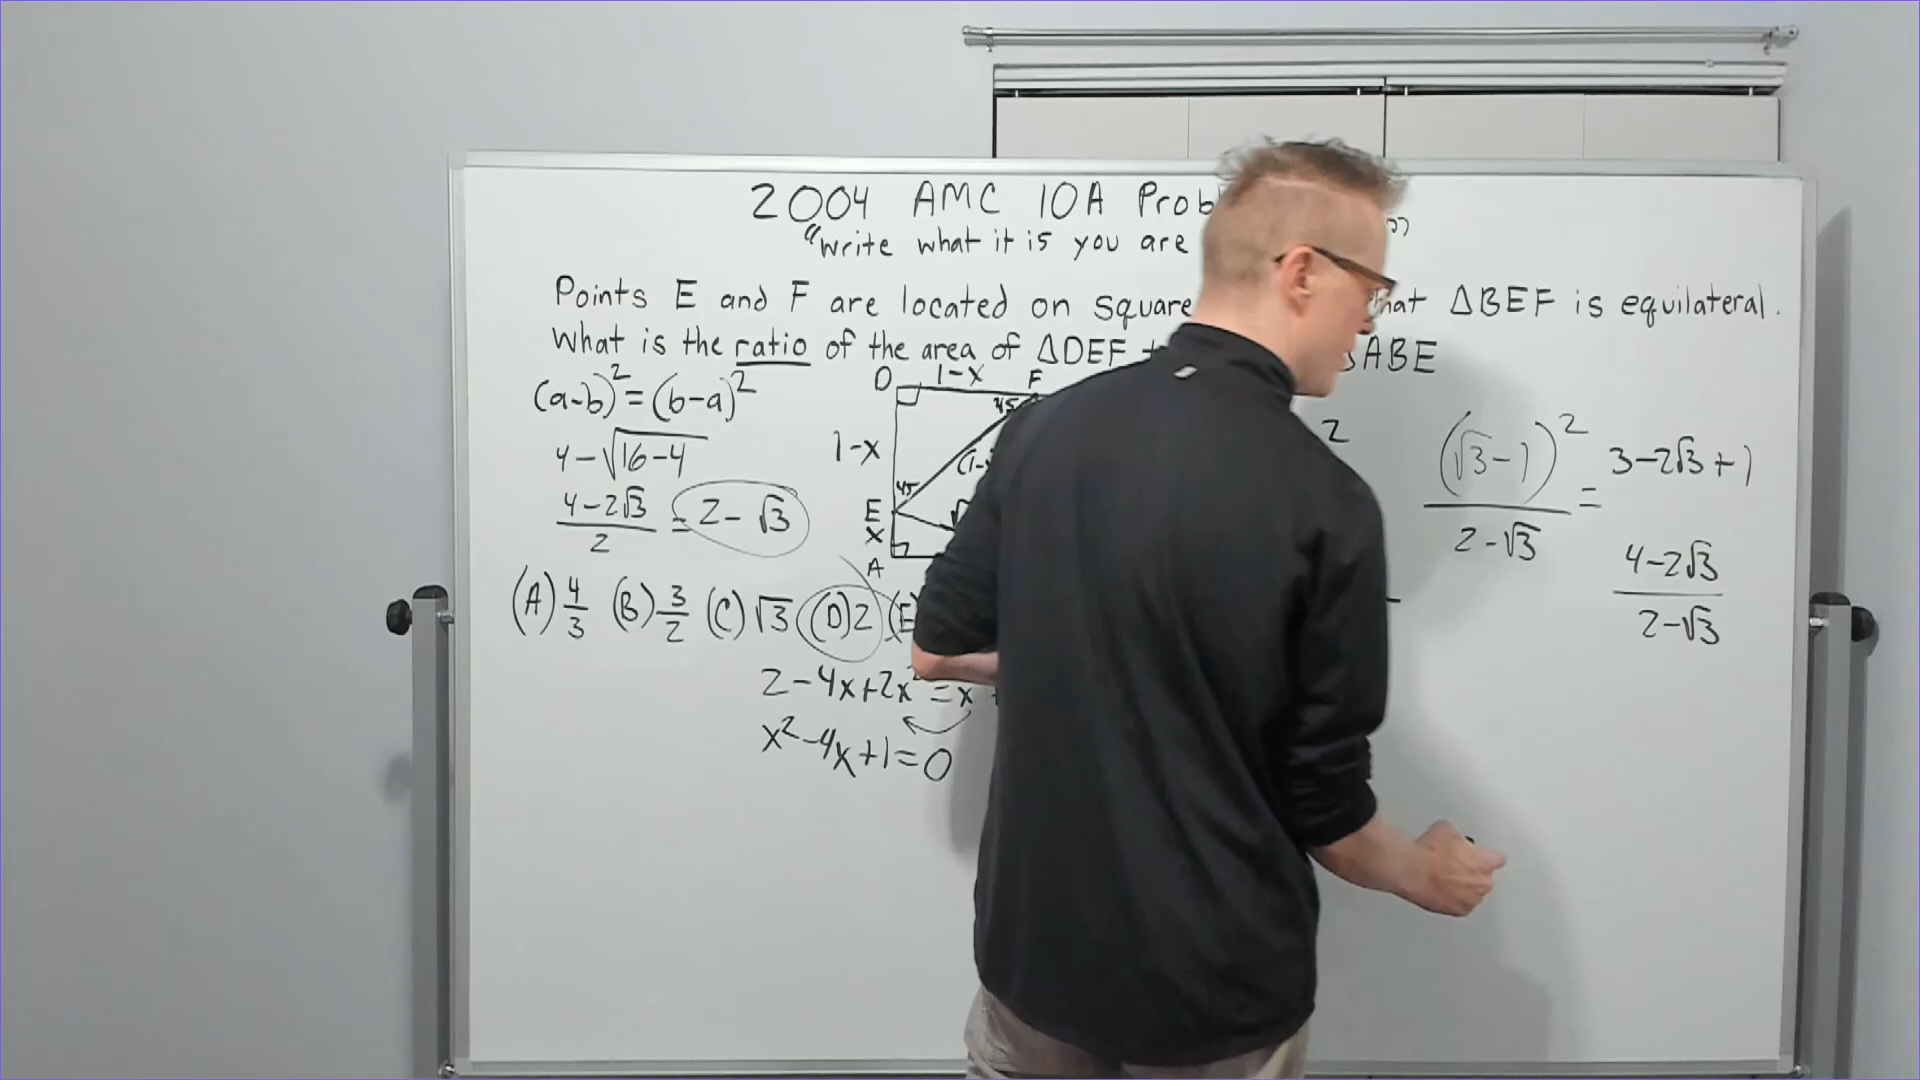 2004 AMC 10A Prob
"Write what it is you are ”
Points E and F are located on square that △BEF is equilateral.
What is the ratio of the area of △DEF △ABE
(a-b)² = (b-a)²
4-√16-4
4-2√3
2
= 2-√3
D 1-x F
45
1-x
45
E
x
A
2
(√3-1)²
2-√3
=
3-2√3+1
4-2√3
2-√3
(A) 4/3 (B) 3/2 (C) √3 (D) 2 (E)
2-4x+2x² = x
x²-4x+1=0